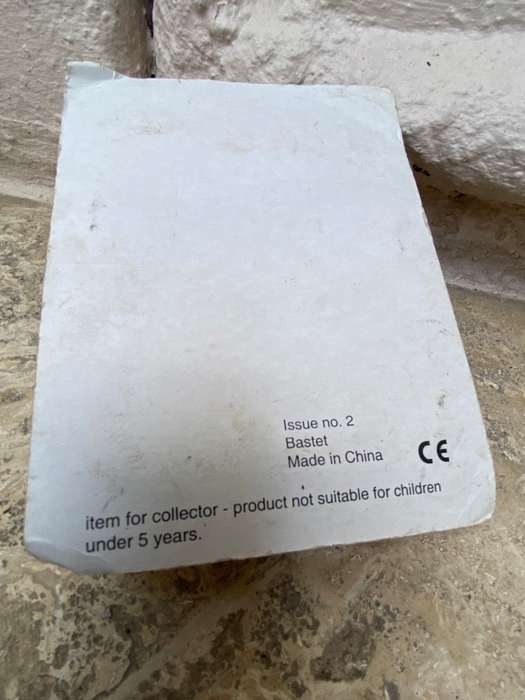 Issue no. 2
Bastet
Made in China CE
item for collector - product not suitable for children
under 5 years.